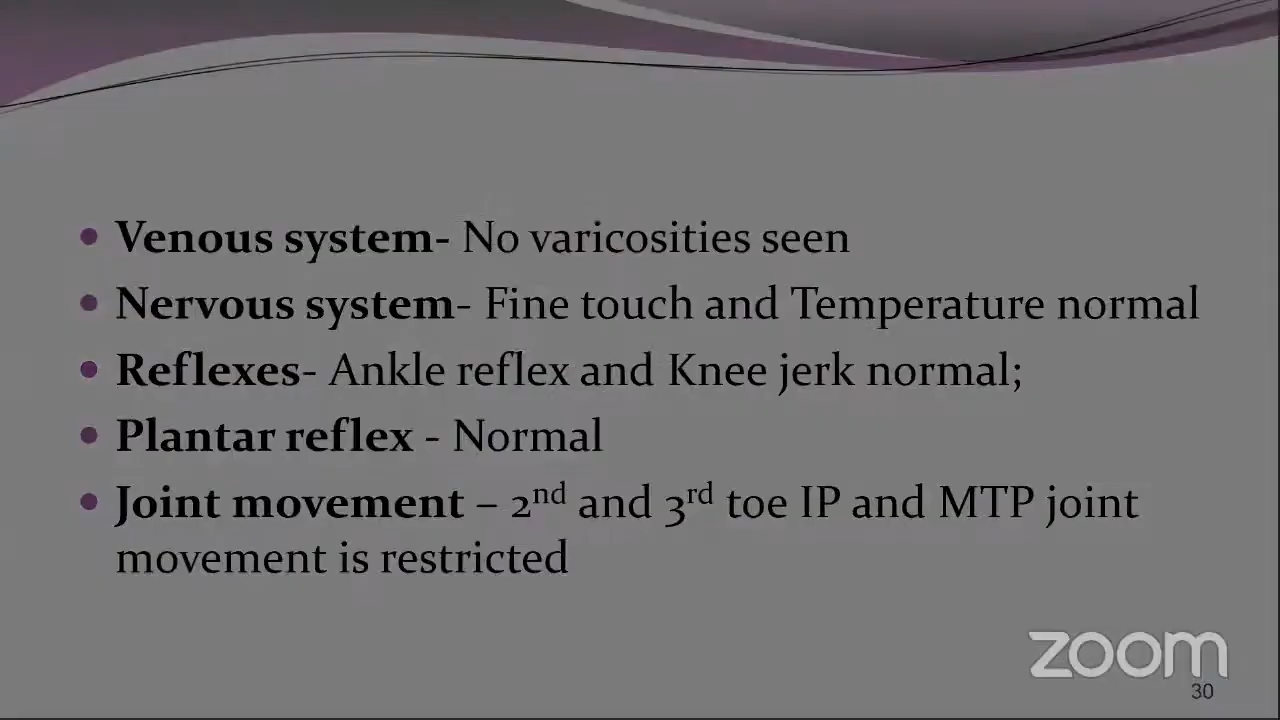 Venous system- No varicosities seen
Nervous system- Fine touch and Temperature normal
Reflexes- Ankle reflex and Knee jerk normal;
Plantar reflex - Normal
Joint movement – 2nd and 3rd toe IP and MTP joint
movement is restricted
zoom
30